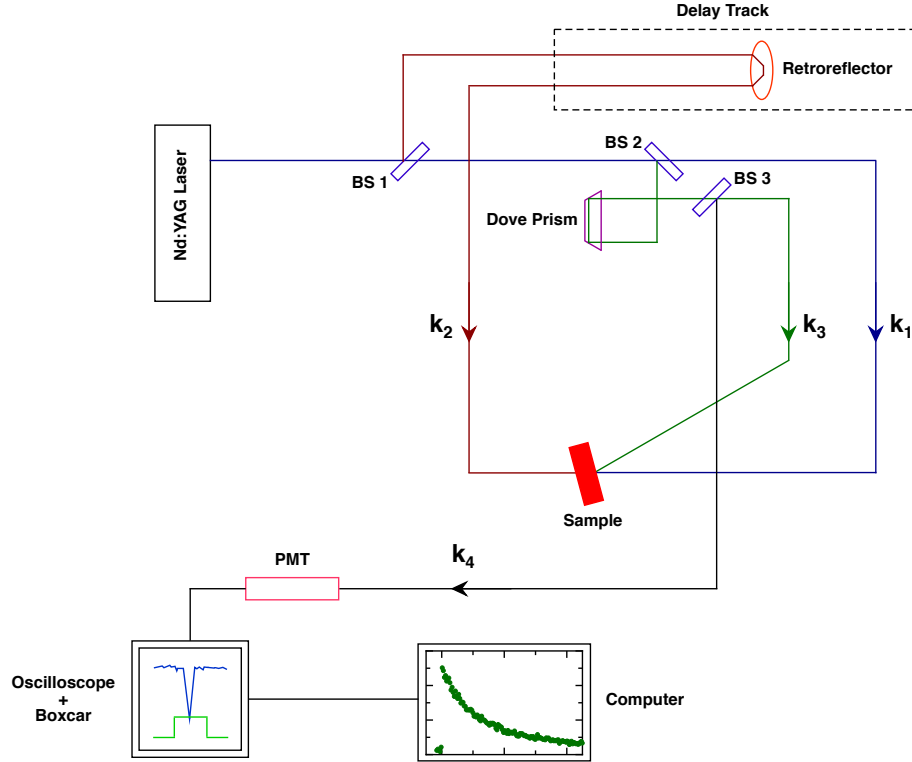 Delay Track
Retroreflector
Nd:YAG Laser
BS 1
BS 2
BS 3
Dove Prism
k2
k3
k1
Sample
k4
PMT
Oscilloscope
+
Boxcar
Computer